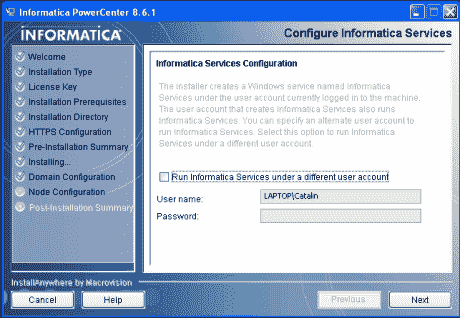 Informatica PowerCenter 8.6.1
INFORMATICA
Configure Informatica Services
Welcome
Installation Type
License Key
Installation Prerequisites
Installation Directory
HTTPS Configuration
Pre-Installation Summary
Installing...
Domain Configuration
Node Configuration
Post-Installation Summary
Informatica Services Configuration
The installer creates a Windows service named Informatica
Services under the user account currently logged in to the machine.
The user account that creates Informatica Services also runs
Informatica Services. You can specify an alternate user account to
run Informatica Services. Select this option to run Informatica
Services under a different user account.
Run Informatica Services under a different user account
User name:
LAPTOP\Catalin
Password:
InstallAnywhere by Macrovision
Cancel
Help
Previous
Next